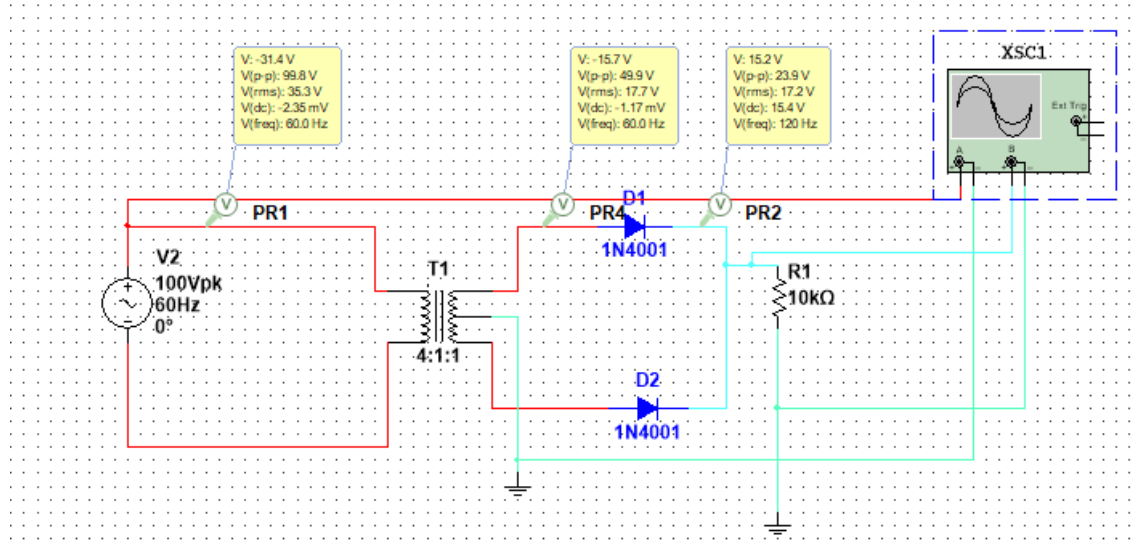 V: -31.4 V
V(p-p): 99.8 V
V(rms): 35.3 V
V(dc): -2.35 mV
V(freq): 60.0 Hz
V: -15.7 V
V(p-p): 49.9 V
V(rms): 17.7 V
V(dc): -1.17 mV
V(freq): 60.0 Hz
V: 15.2 V
V(p-p): 23.9 V
V(rms): 17.2 V
V(dc): 15.4 V
V(freq): 120 Hz
XSC1
Ext Trig
+
-
A
B
+ - + -
V
PR1
V
PR4
D1
1N4001
V
PR2
V2
100Vpk
60Hz
0°
+
-
T1
4:1:1
R1
10kΩ
D2
1N4001